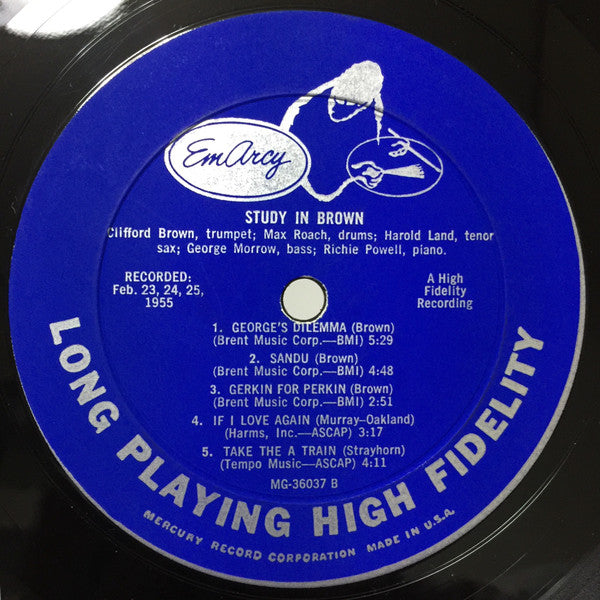 EmArcy
STUDY IN BROWN
Clifford Brown, trumpet; Max Roach, drums; Harold Land, tenor
sax; George Morrow, bass; Richie Powell, piano.
RECORDED:
Feb. 23, 24, 25,
1955
A High
Fidelity
Recording
1. GEORGE'S DILEMMA (Brown)
(Brent Music Corp.—BMI) 5:29
2. SANDU (Brown)
(Brent Music Corp.—BMI) 4:48
3. GERKIN FOR PERKIN (Brown)
(Brent Music Corp.—BMI) 2:51
4. IF I LOVE AGAIN (Murray-Oakland)
(Harms, Inc.—ASCAP) 3:17
5. TAKE THE A TRAIN (Strayhorn)
(Tempo Music—ASCAP) 4:11
MG-36037 B
LONG PLAYING HIGH FIDELITY
MERCURY RECORD CORPORATION MADE IN U.S.A.